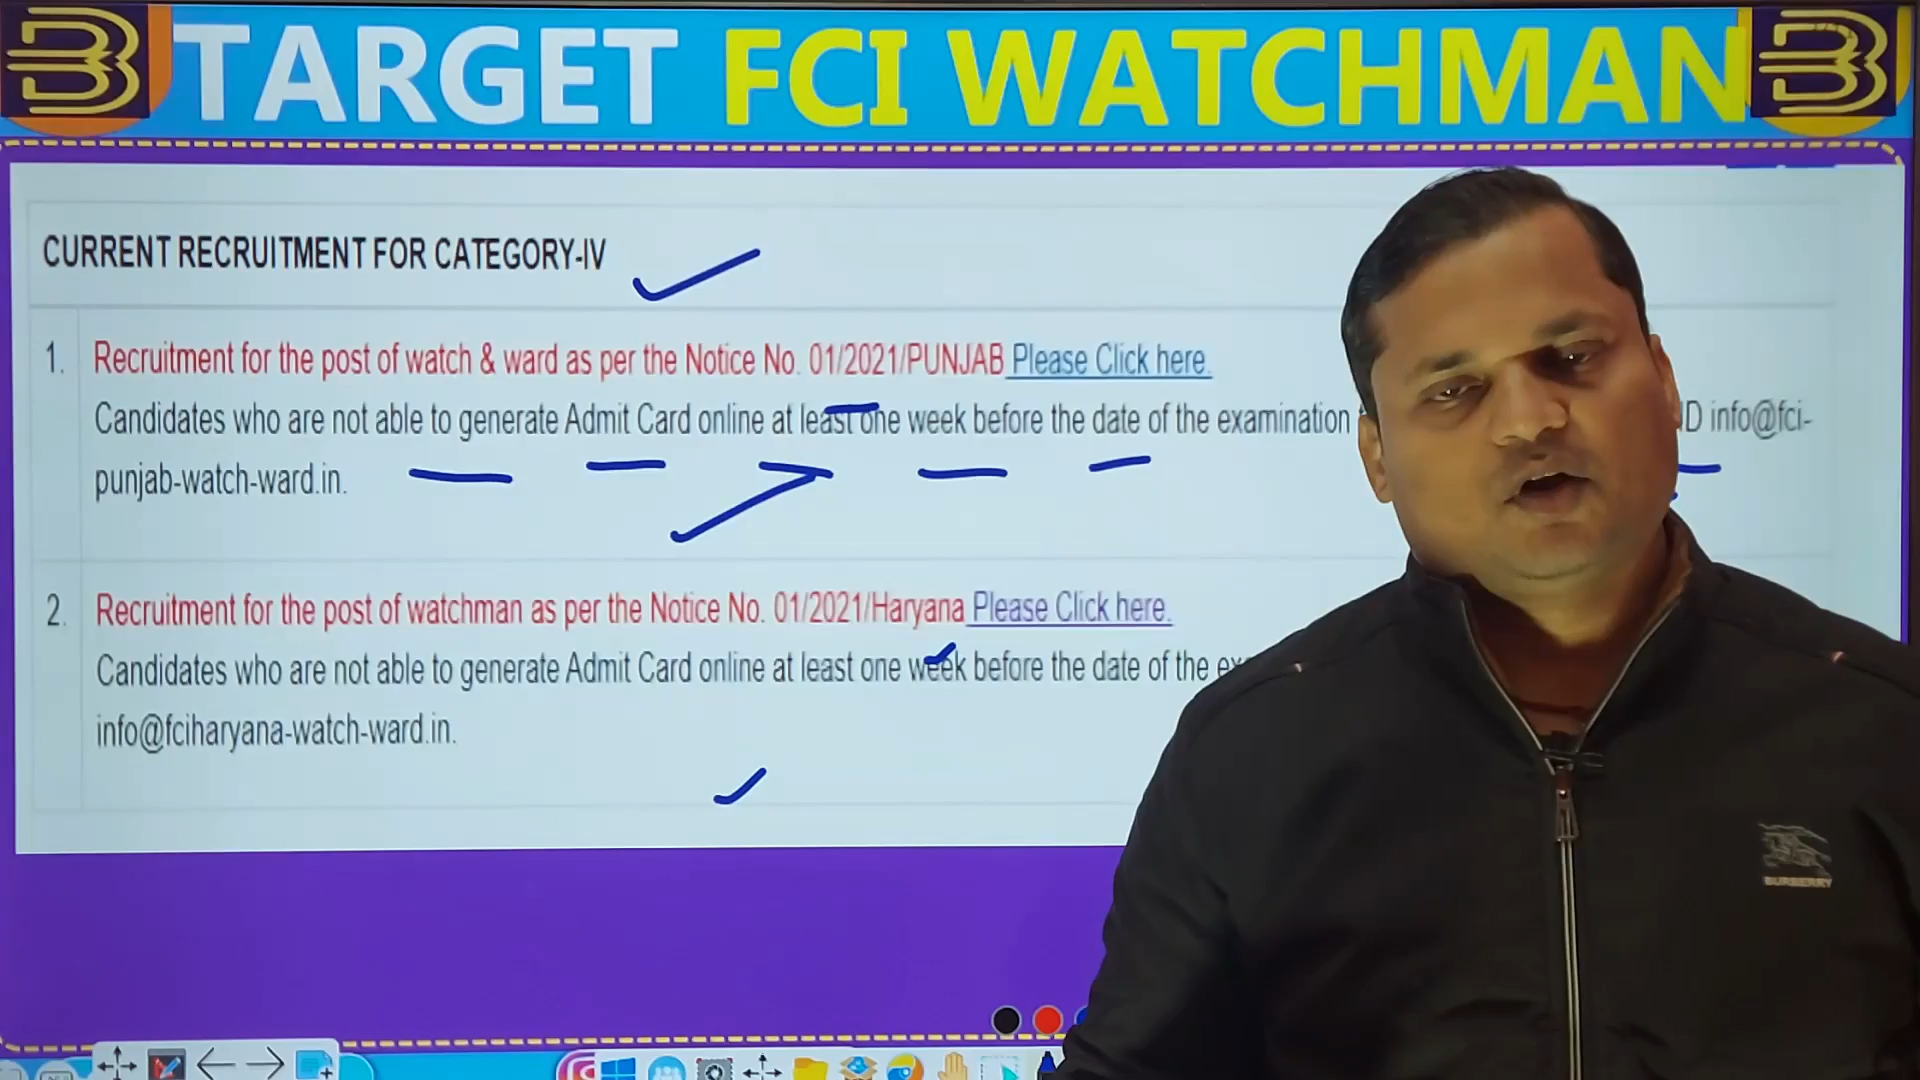 TARGET FCI WATCHMAN
CURRENT RECRUITMENT FOR CATEGORY-IV
1. Recruitment for the post of watch & ward as per the Notice No. 01/2021/PUNJAB Please Click here.
Candidates who are not able to generate Admit Card online at least one week before the date of the examination info@fci-
punjab-watch-ward.in.
2. Recruitment for the post of watchman as per the Notice No. 01/2021/Haryana Please Click here.
Candidates who are not able to generate Admit Card online at least one week before the date of the
info@fciharyana-watch-ward.in.
BURBERRY